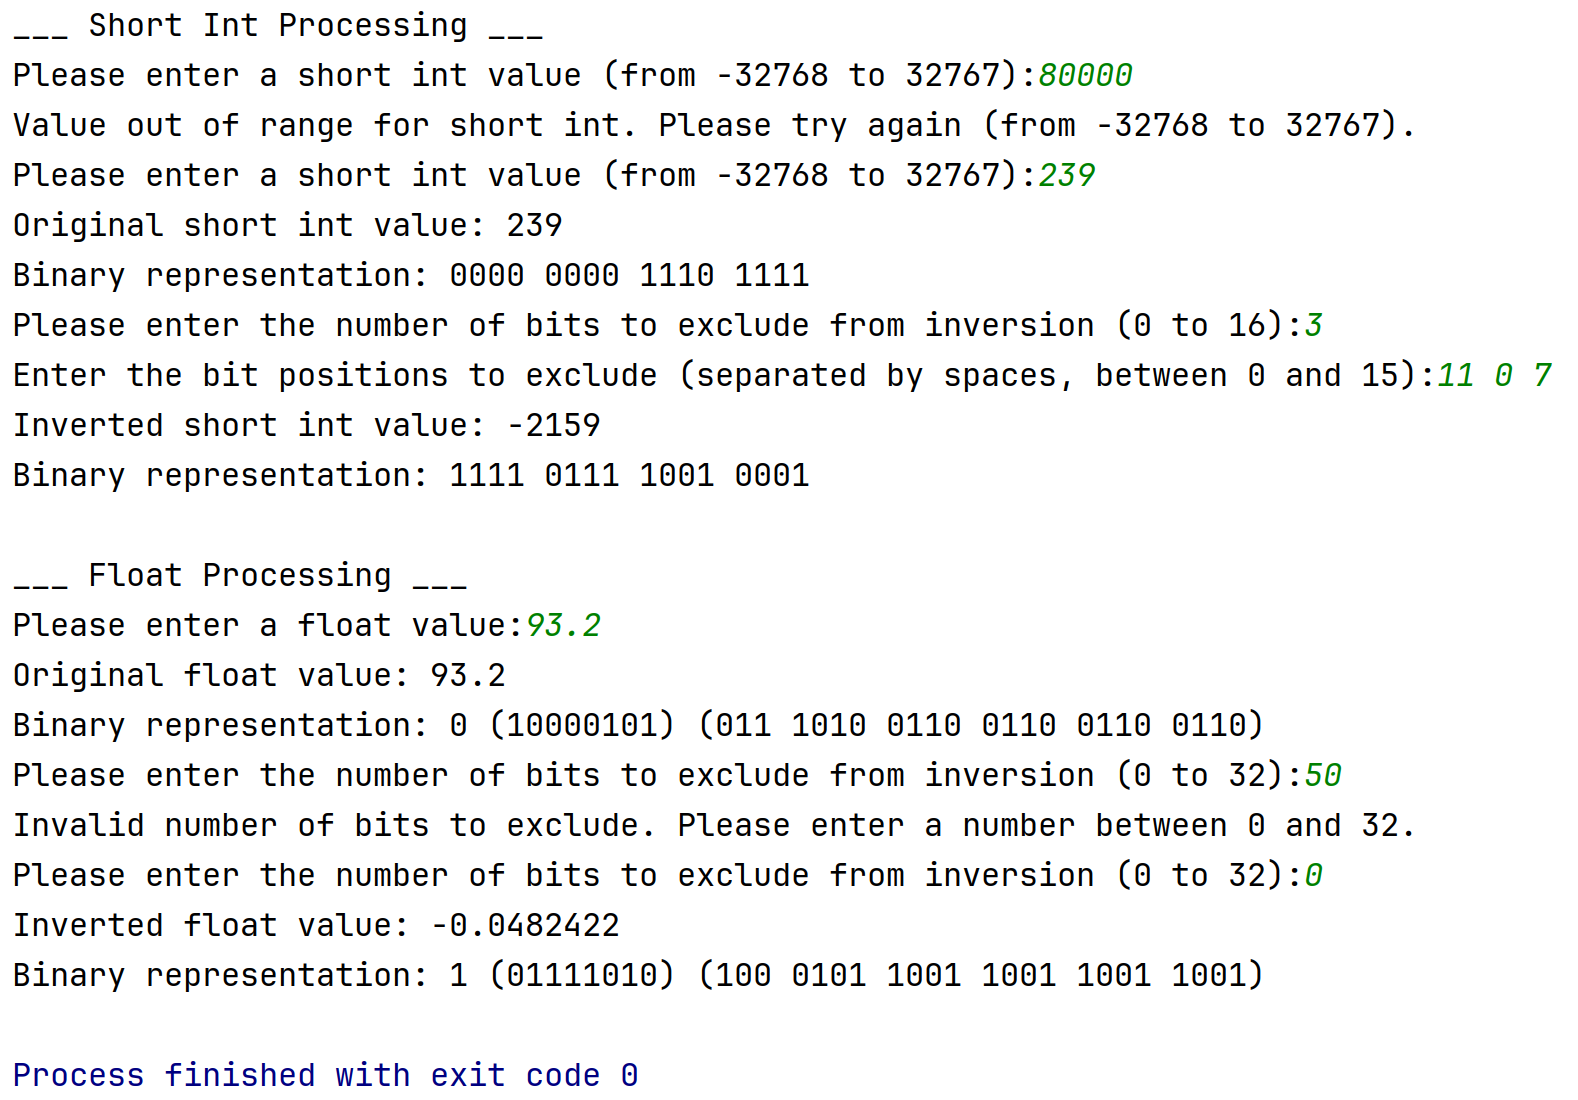 ___ Short Int Processing ___
Please enter a short int value (from -32768 to 32767):80000
Value out of range for short int. Please try again (from -32768 to 32767).
Please enter a short int value (from -32768 to 32767):239
Original short int value: 239
Binary representation: 0000 0000 1110 1111
Please enter the number of bits to exclude from inversion (0 to 16):3
Enter the bit positions to exclude (separated by spaces, between 0 and 15):11 0 7
Inverted short int value: -2159
Binary representation: 1111 0111 1001 0001
___ Float Processing ___
Please enter a float value:93.2
Original float value: 93.2
Binary representation: 0 (10000101) (011 1010 0110 0110 0110 0110)
Please enter the number of bits to exclude from inversion (0 to 32):50
Invalid number of bits to exclude. Please enter a number between 0 and 32.
Please enter the number of bits to exclude from inversion (0 to 32):0
Inverted float value: -0.0482422
Binary representation: 1 (01111010) (100 0101 1001 1001 1001 1001)
Process finished with exit code 0